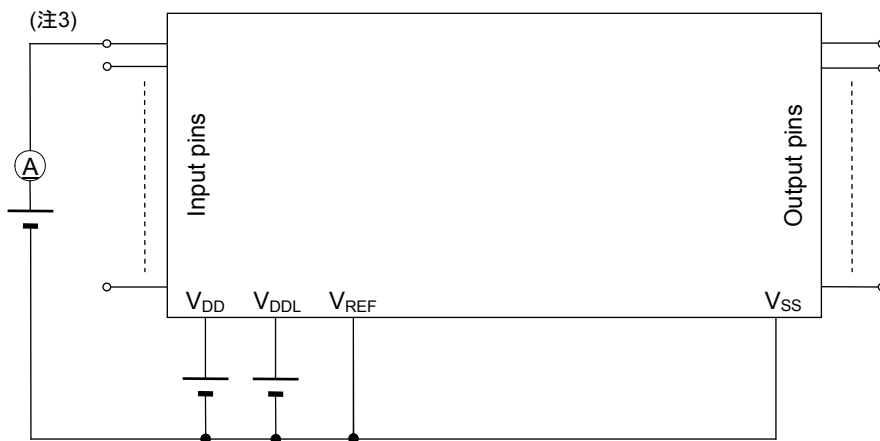 (注3)
A
Input pins
Output pins
VDD
VDDL
VREF
VSS